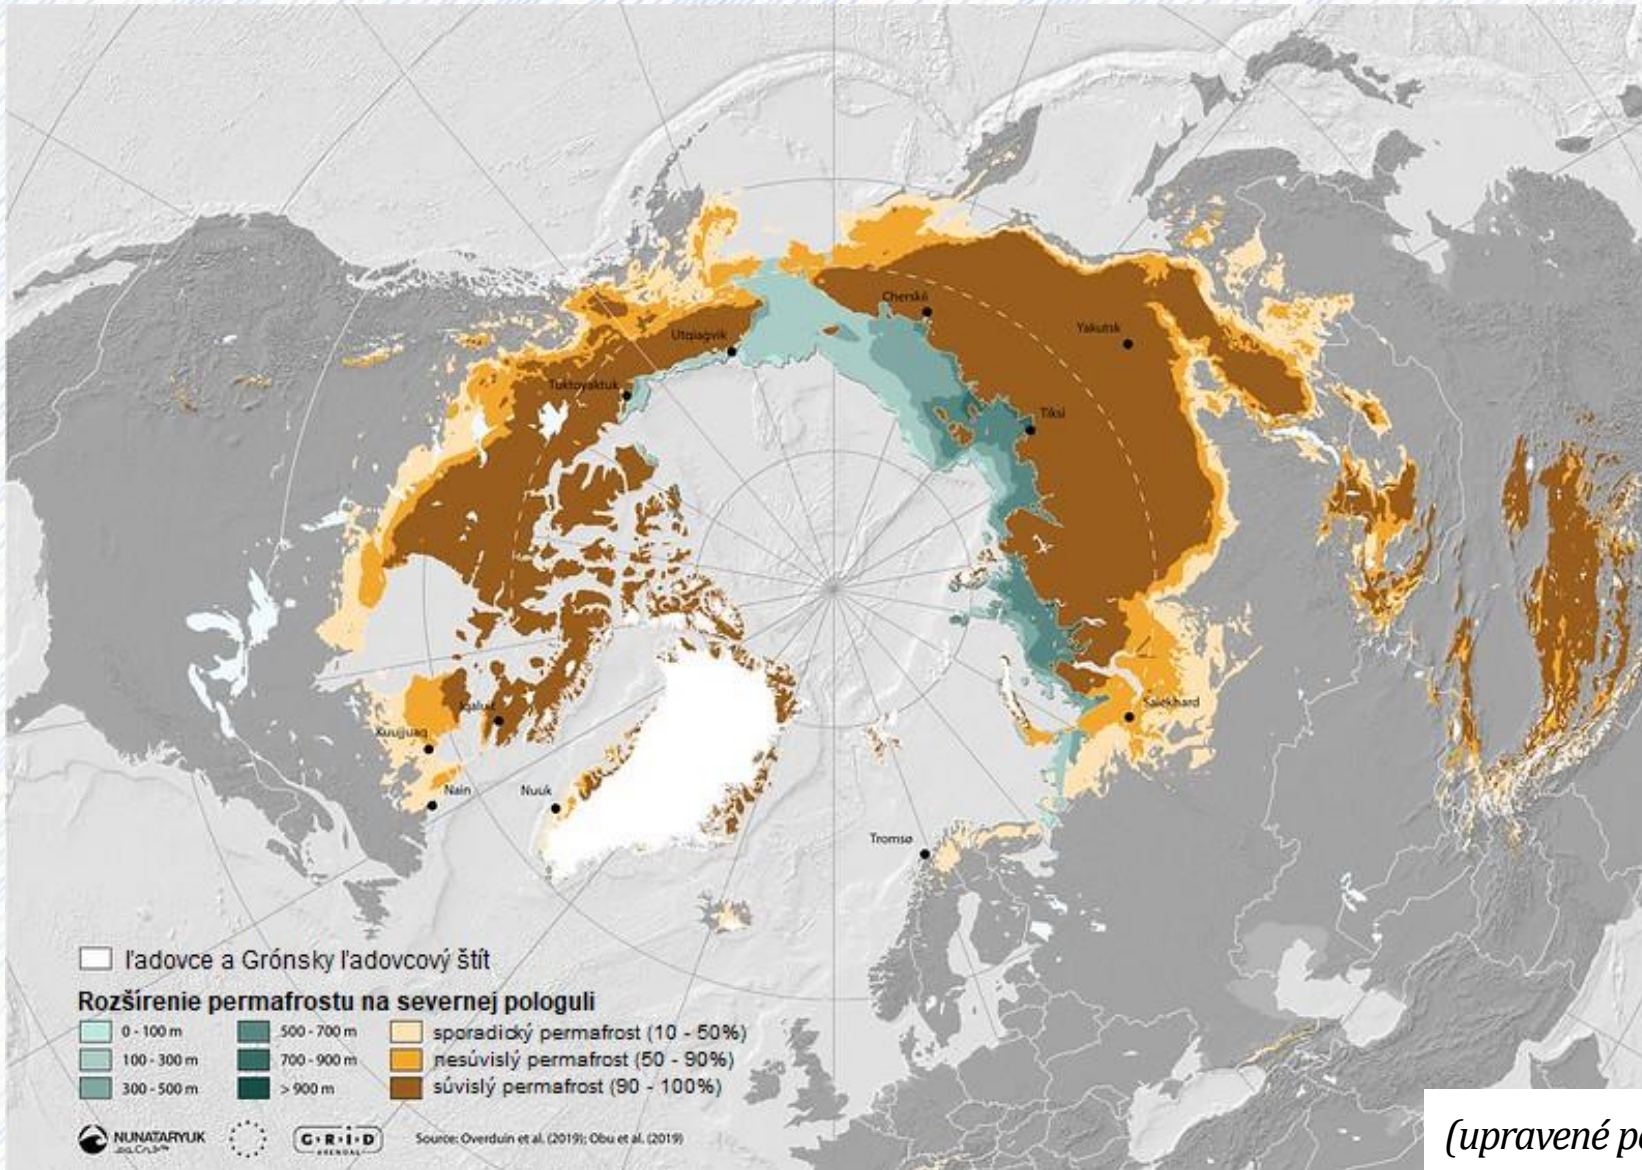 Cherskii
Yakutsk
Utqiagvik
Tuktoyaktuk
Tiksi
Salekhard
Iqaluit
Kuujjuaq
Nain
Nuuk
Tromsø
ľadovce a Grónsky ľadovcový štít
Rozšírenie permafrostu na severnej pologuli
0 - 100 m
100 - 300 m
300 - 500 m
500 - 700 m
700 - 900 m
> 900 m
sporadický permafrost (10 - 50%)
nesúvislý permafrost (50 - 90%)
súvislý permafrost (90 - 100%)
NUNATARYUK
G·R·I·D
ARENDAL
Source: Overduin et al. (2019); Obu et al. (2019)
(upravené